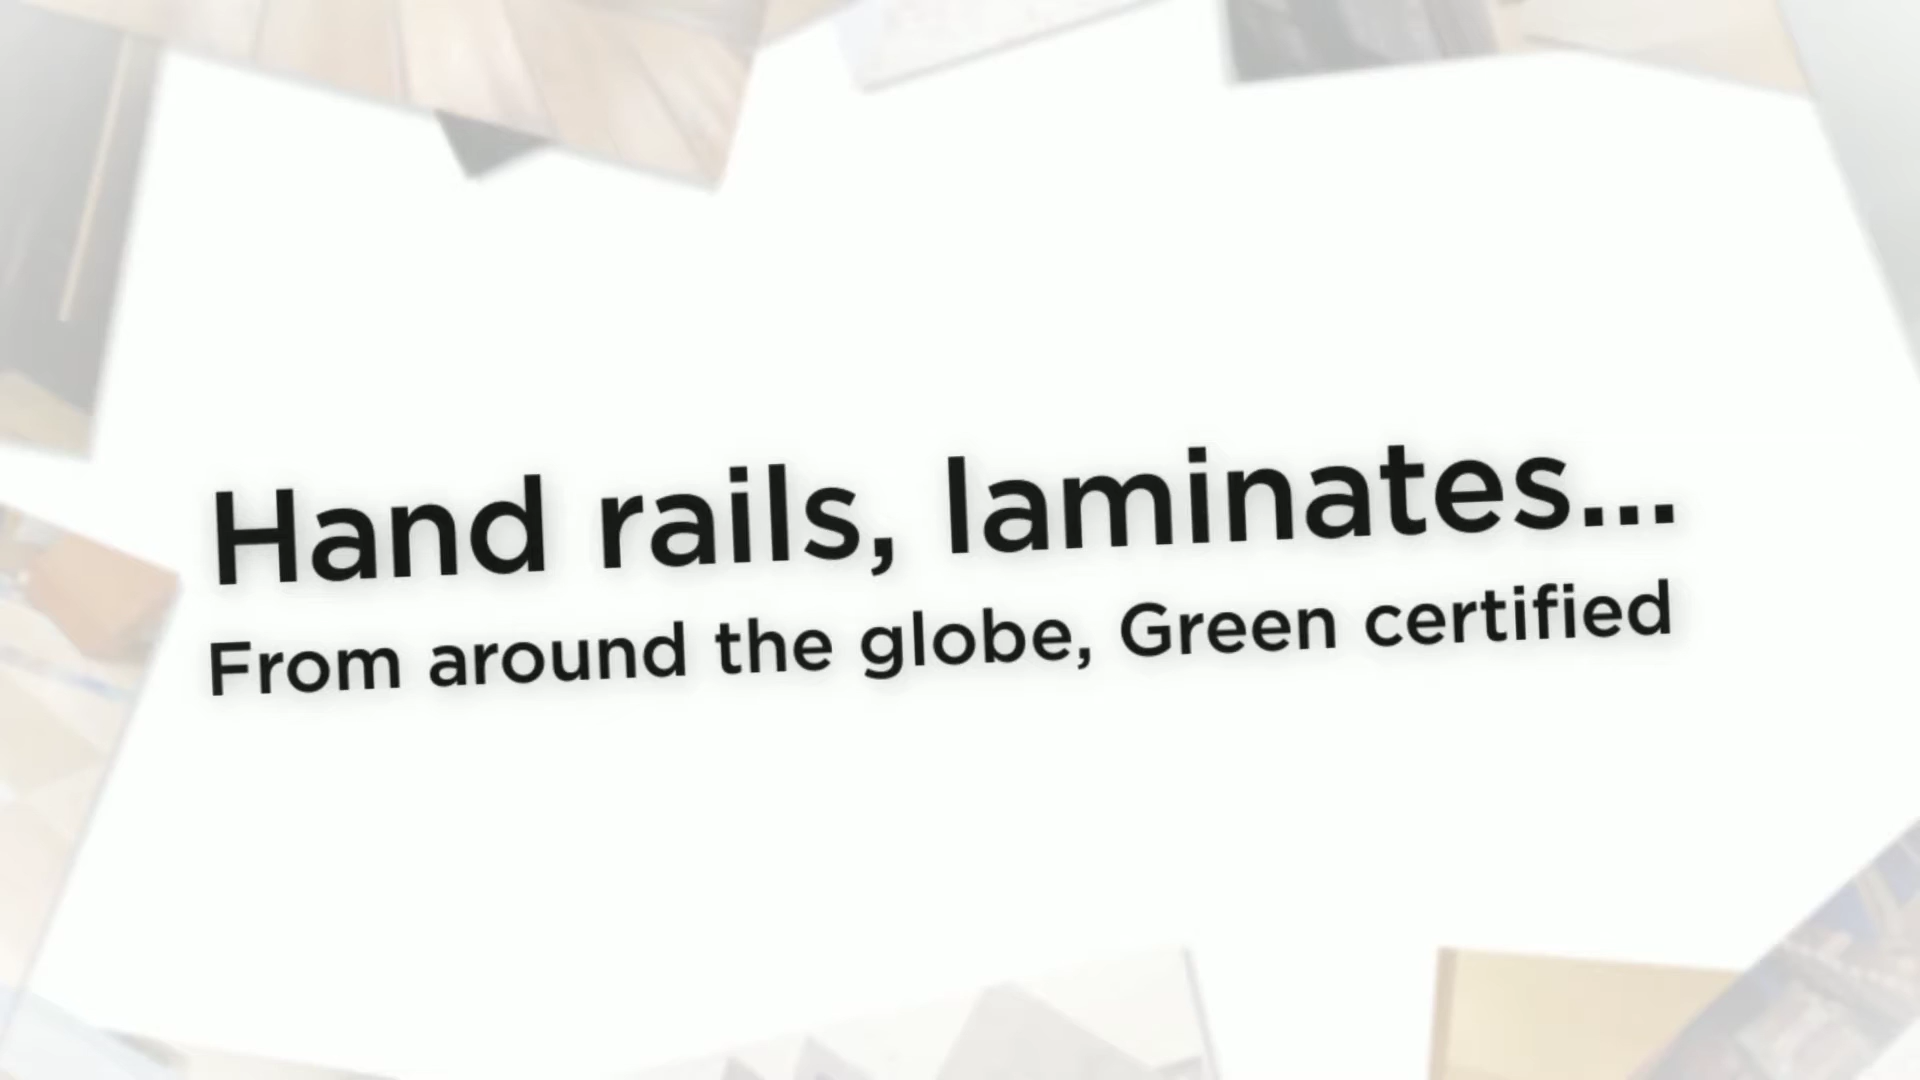 Hand rails, laminates...
From around the globe, Green certified